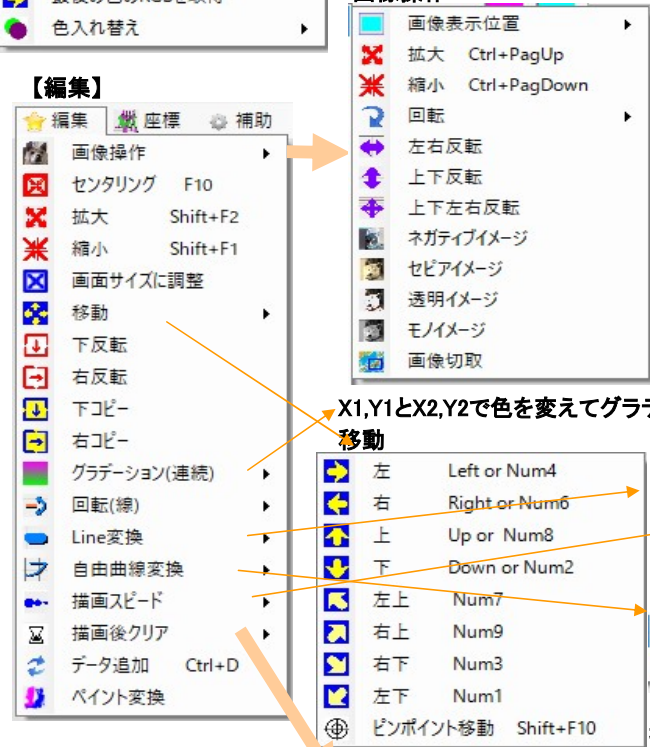 色入れ替え
【編集】
編集 座標 補助
画像操作
センタリング F10
拡大 Shift+F2
縮小 Shift+F1
画面サイズに調整
移動
下反転
右反転
下コピー
右コピー
グラデーション(連続)
回転(線)
Line変換
自由曲線変換
描画スピード
描画後クリア
データ追加 Ctrl+D
ペイント変換
画像表示位置
拡大 Ctrl+PagUp
縮小 Ctrl+PagDown
回転
左右反転
上下反転
上下左右反転
ネガティブイメージ
セピアイメージ
透明イメージ
モノイメージ
画像切取
X1,Y1とX2,Y2で色を変えてグラデ
移動
左 Left or Num4
右 Right or Num6
上 Up or Num8
下 Down or Num2
左上 Num7
右上 Num9
右下 Num3
左下 Num1
ピンポイント移動 Shift+F10